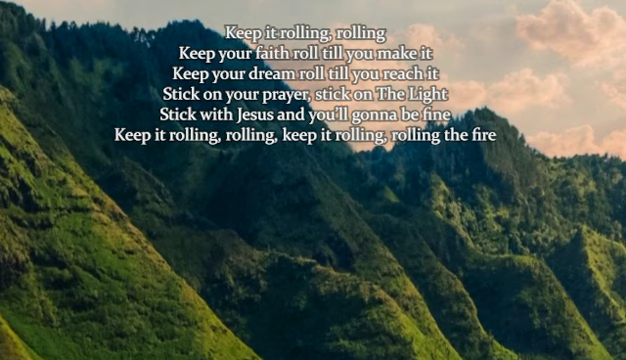 Keep it rolling, rolling
Keep your faith roll till you make it
Keep your dream roll till you reach it
Stick on your prayer, stick on The Light
Stick with Jesus and you'll gonna be fine
Keep it rolling, rolling, keep it rolling, rolling the fire